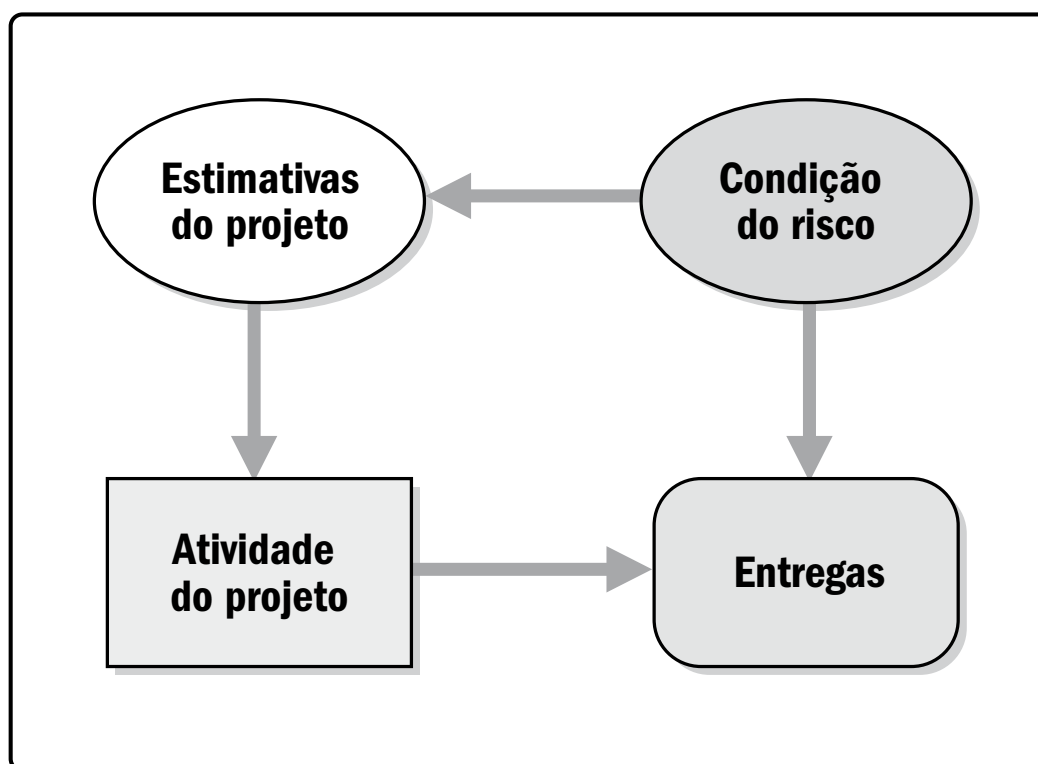 Estimativas
do projeto
Condição
do risco
Atividade
do projeto
Entregas